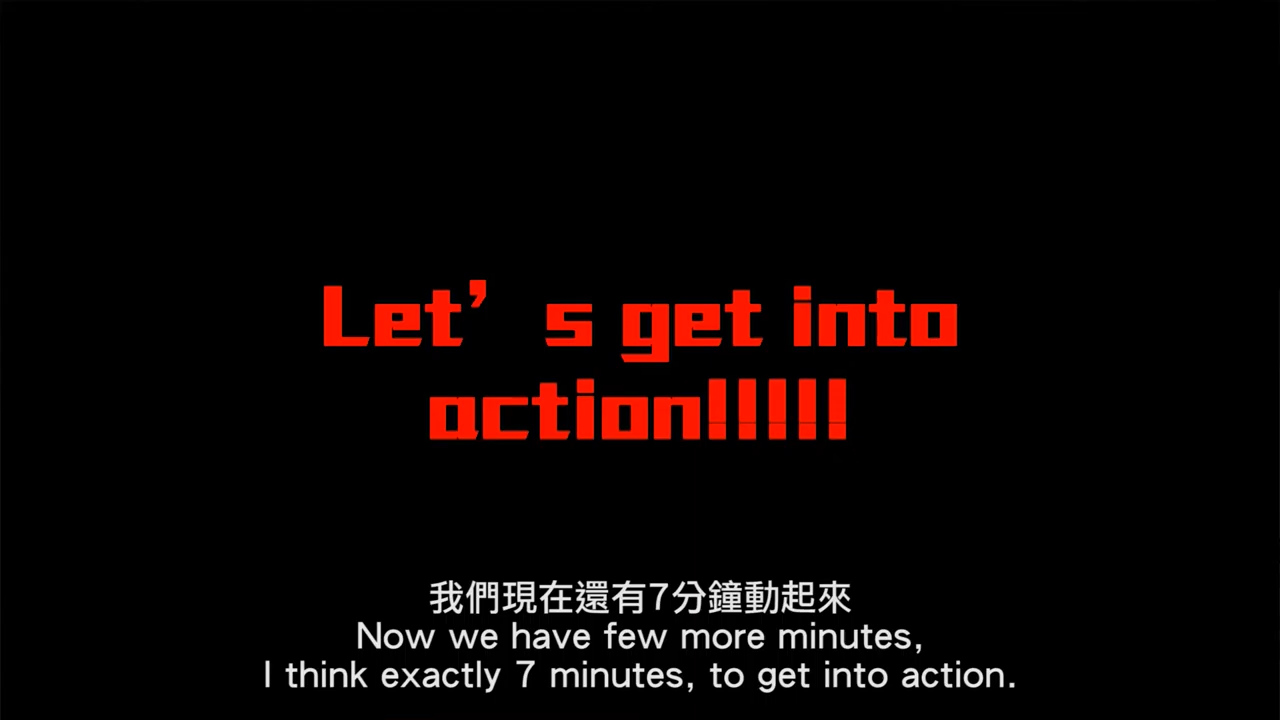 Let’s get into
action!!!!!
我們現在還有7分鐘動起來
Now we have few more minutes,
I think exactly 7 minutes, to get into action.